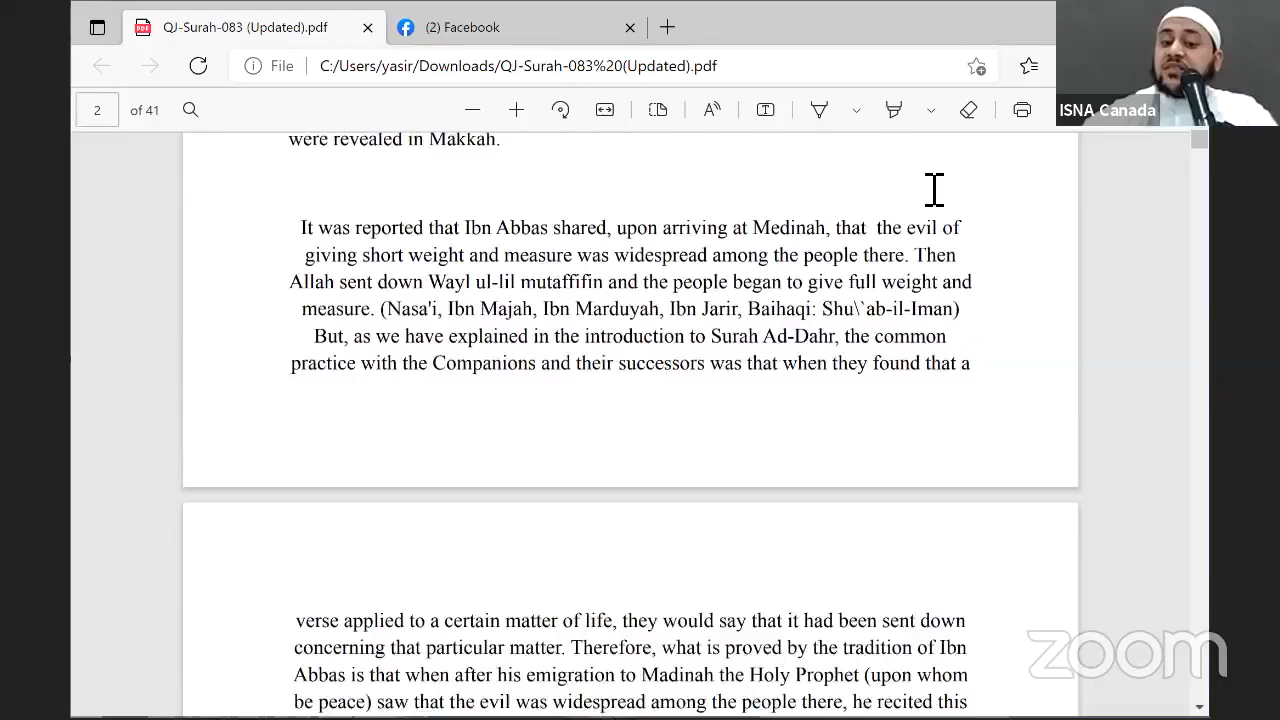 QJ-Surah-083 (Updated).pdf
(2) Facebook
File
C:/Users/yasir/Downloads/QJ-Surah-083%20(Updated).pdf
2 of 41
ISNA Canada
were revealed in Makkah.
It was reported that Ibn Abbas shared, upon arriving at Medinah, that the evil of
giving short weight and measure was widespread among the people there. Then
Allah sent down Wayl ul-lil mutaffifin and the people began to give full weight and
measure. (Nasa'i, Ibn Majah, Ibn Marduyah, Ibn Jarir, Baihaqi: Shu\`ab-il-Iman)
But, as we have explained in the introduction to Surah Ad-Dahr, the common
practice with the Companions and their successors was that when they found that a
verse applied to a certain matter of life, they would say that it had been sent down
concerning that particular matter. Therefore, what is proved by the tradition of Ibn
Abbas is that when after his emigration to Madinah the Holy Prophet (upon whom
be peace) saw that the evil was widespread among the people there, he recited this
zoom